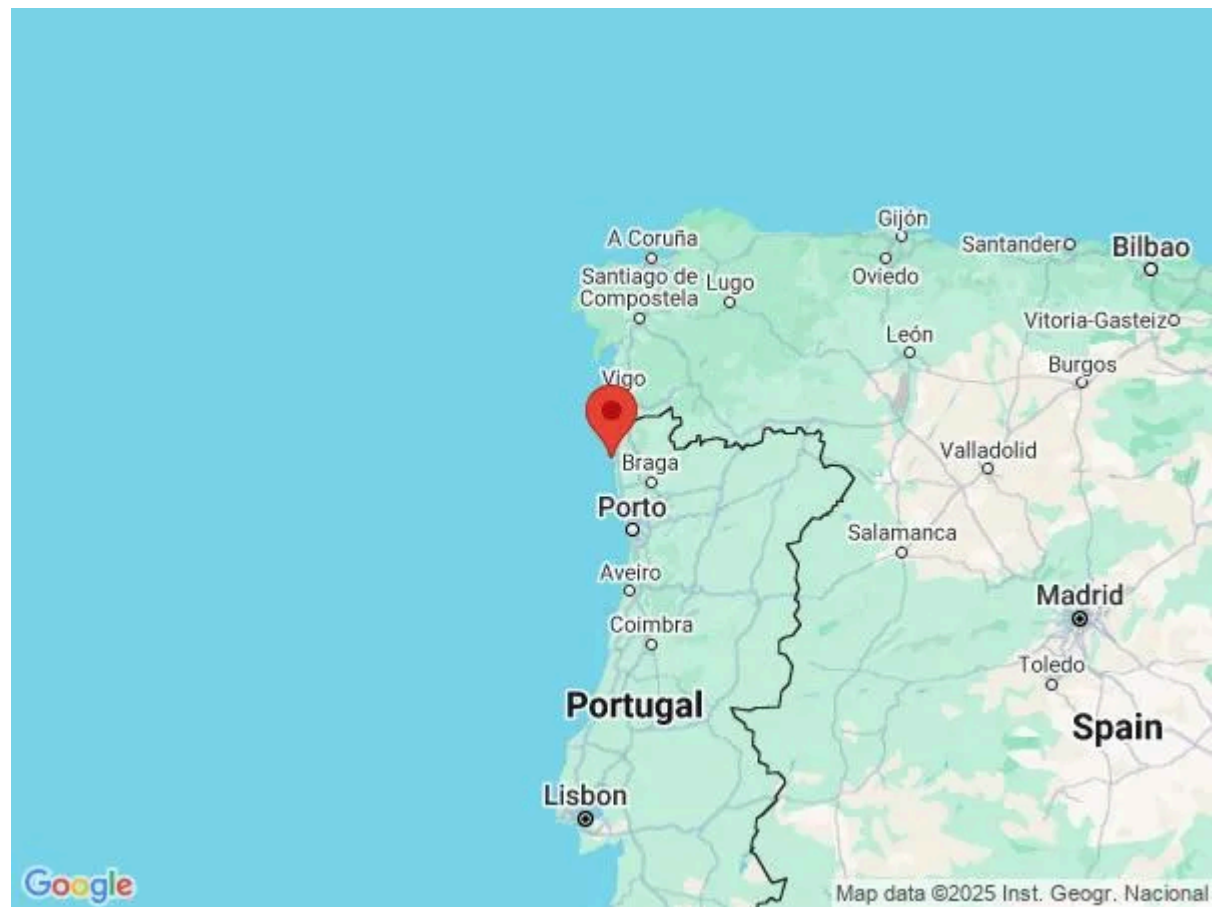 Gijón
A Coruña
Santander
Bilbao
Santiago de
Compostela
Lugo
Oviedo
Vitoria-Gasteiz
León
Burgos
Vigo
Valladolid
Braga
Porto
Salamanca
Aveiro
Madrid
Coimbra
Toledo
Portugal
Spain
Lisbon
Google
Map data ©2025 Inst. Geogr. Nacional